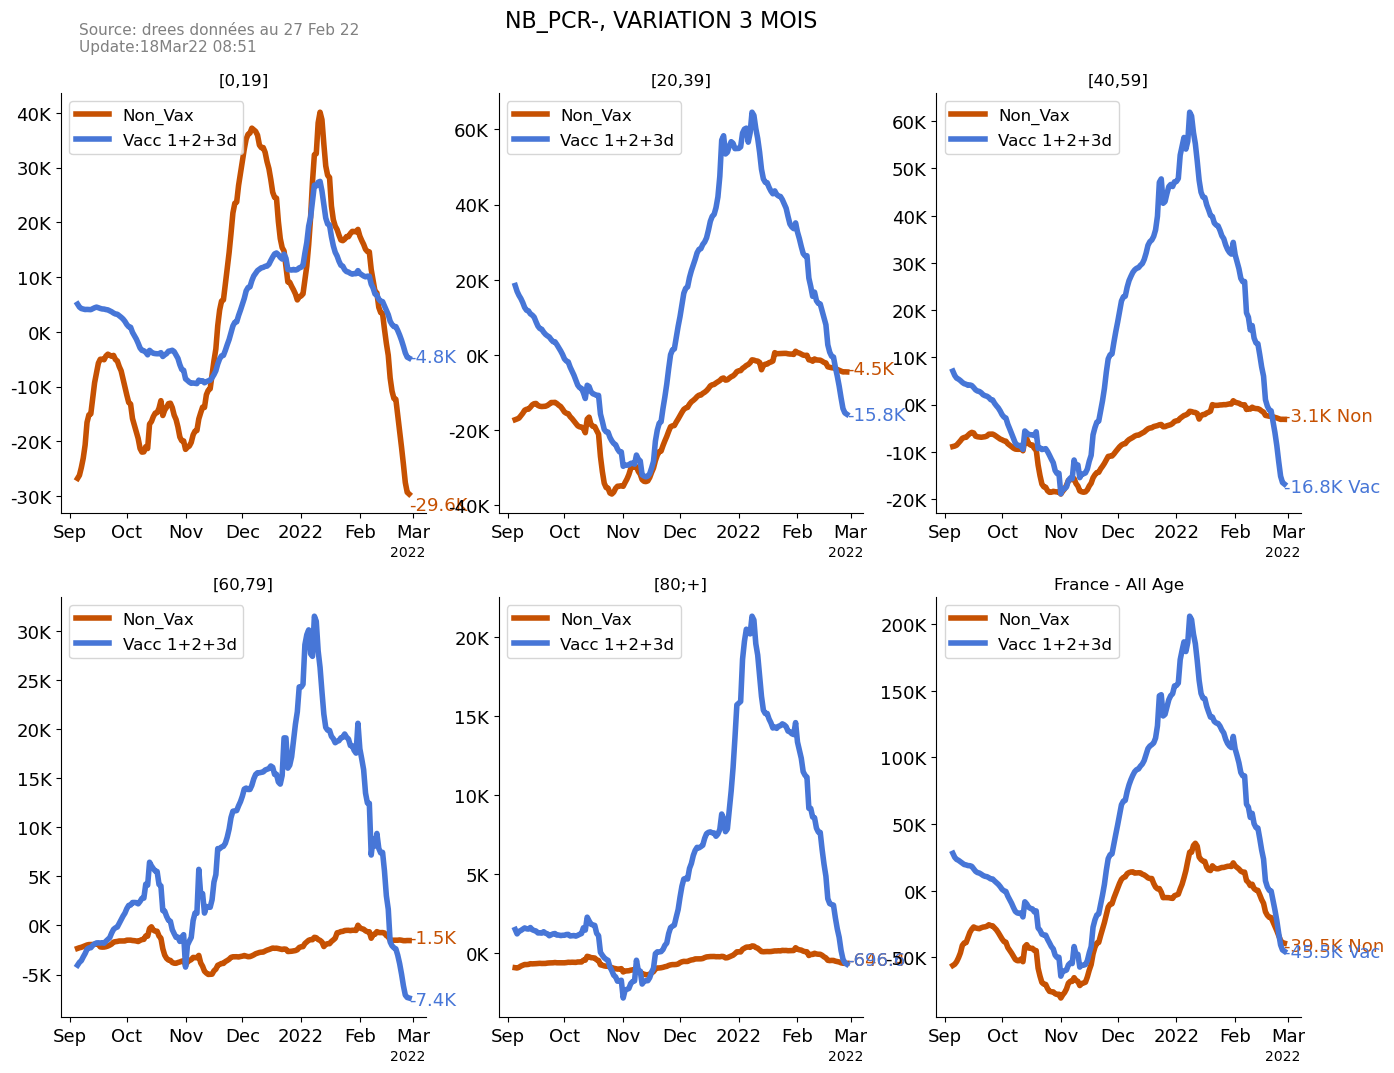 NB_PCR-, VARIATION 3 MOIS
Source: drees données au 27 Feb 22
Update:18Mar22 08:51
[0,19]
Non_Vax
Vacc 1+2+3d
40K
30K
20K
10K
0K
-10K
-20K
-30K
-4.8K
-29.6K
Sep Oct Nov Dec 2022 Feb Mar
2022
[20,39]
Non_Vax
Vacc 1+2+3d
60K
40K
20K
0K
-20K
-40K
-4.5K
-15.8K
Sep Oct Nov Dec 2022 Feb Mar
2022
[40,59]
Non_Vax
Vacc 1+2+3d
60K
50K
40K
30K
20K
10K
0K
-10K
-20K
-3.1K Non
-16.8K Vac
Sep Oct Nov Dec 2022 Feb Mar
2022
[60,79]
Non_Vax
Vacc 1+2+3d
30K
25K
20K
15K
10K
5K
0K
-5K
-1.5K
-7.4K
Sep Oct Nov Dec 2022 Feb Mar
2022
[80;+]
Non_Vax
Vacc 1+2+3d
20K
15K
10K
5K
0K
Sep Oct Nov Dec 2022 Feb Mar
2022
France - All Age
Non_Vax
Vacc 1+2+3d
200K
150K
100K
50K
0K
-50K
-39.5K Non
-45.5K Vac
Sep Oct Nov Dec 2022 Feb Mar
2022